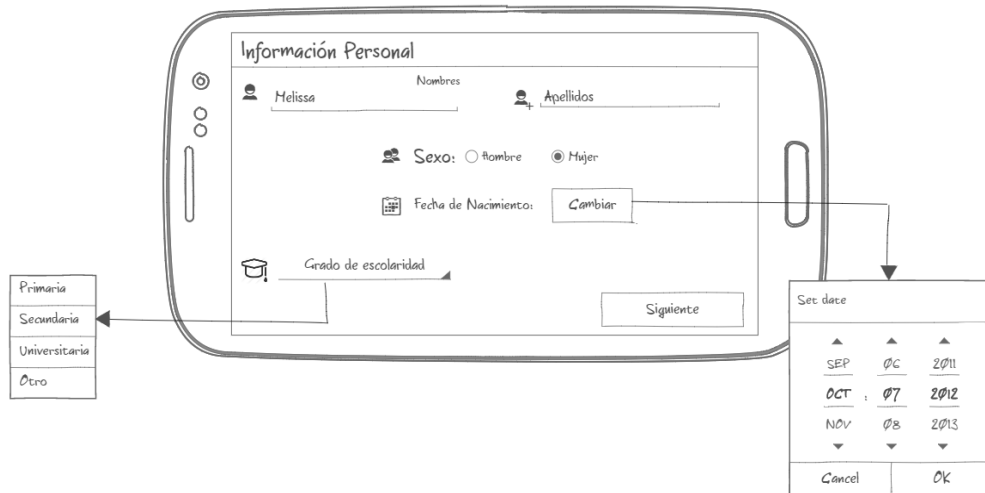 Información Personal
Nombres
Melissa
Apellidos
Sexo: Hombre Mujer
Fecha de Nacimiento: Cambiar
Grado de escolaridad
Siguiente
Primaria
Secundaria
Universitaria
Otro
Set date
SEP 06 2011
OCT : 07 2012
NOV 08 2013
Cancel OK